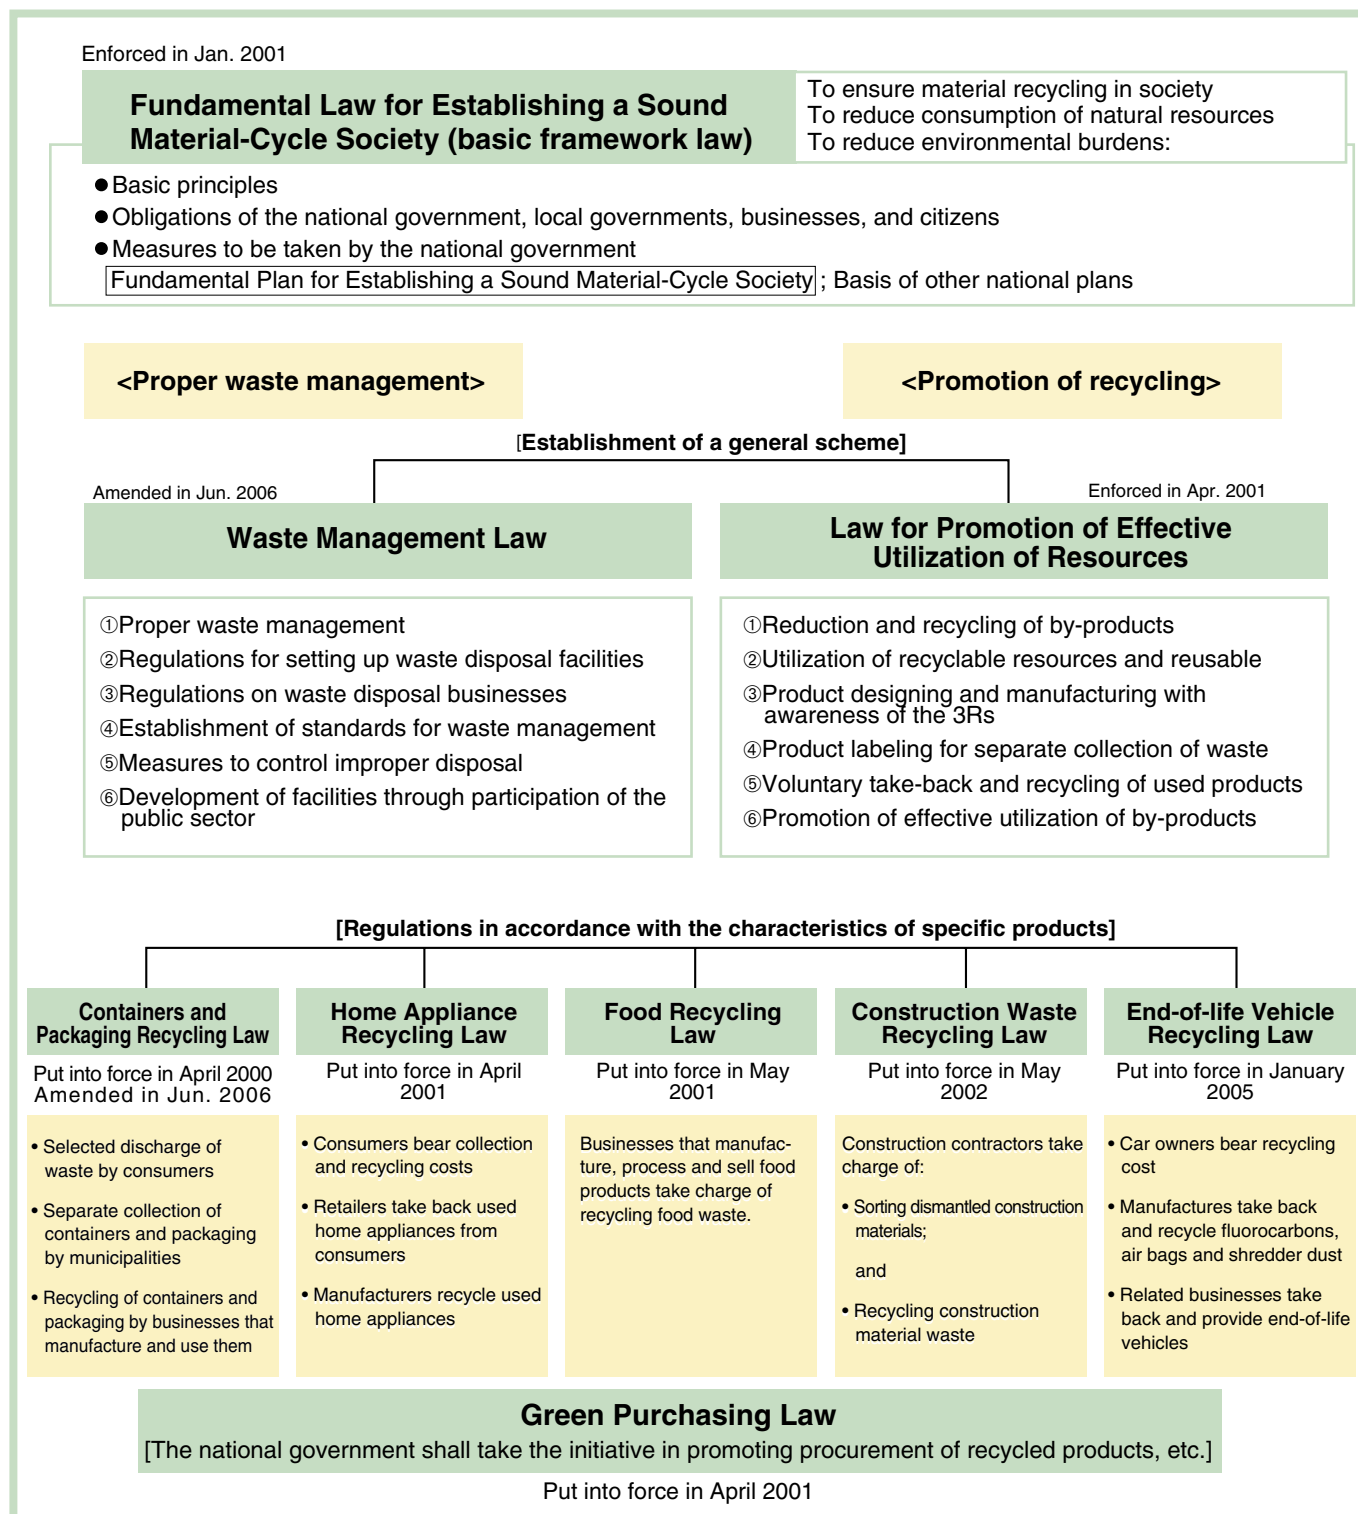 Enforced in Jan. 2001
Fundamental Law for Establishing a Sound
Material-Cycle Society (basic framework law)
To ensure material recycling in society
To reduce consumption of natural resources
To reduce environmental burdens:
● Basic principles
● Obligations of the national government, local governments, businesses, and citizens
● Measures to be taken by the national government
Fundamental Plan for Establishing a Sound Material-Cycle Society ; Basis of other national plans
<Proper waste management>
<Promotion of recycling>
[Establishment of a general scheme]
Amended in Jun. 2006
Waste Management Law
①Proper waste management
②Regulations for setting up waste disposal facilities
③Regulations on waste disposal businesses
④Establishment of standards for waste management
⑤Measures to control improper disposal
⑥Development of facilities through participation of the
public sector
Enforced in Apr. 2001
Law for Promotion of Effective
Utilization of Resources
①Reduction and recycling of by-products
②Utilization of recyclable resources and reusable
③Product designing and manufacturing with
awareness of the 3Rs
④Product labeling for separate collection of waste
⑤Voluntary take-back and recycling of used products
⑥Promotion of effective utilization of by-products
[Regulations in accordance with the characteristics of specific products]
Containers and
Packaging Recycling Law
Put into force in April 2000
Amended in Jun. 2006
• Selected discharge of
waste by consumers
• Separate collection of
containers and packaging
by municipalities
• Recycling of containers and
packaging by businesses that
manufacture and use them
Home Appliance
Recycling Law
Put into force in April
2001
• Consumers bear collection
and recycling costs
• Retailers take back used
home appliances from
consumers
• Manufacturers recycle used
home appliances
Food Recycling
Law
Put into force in May
2001
Businesses that manufac-
ture, process and sell food
products take charge of
recycling food waste.
Construction Waste
Recycling Law
Put into force in May
2002
Construction contractors take
charge of:
• Sorting dismantled construction
materials;
and
• Recycling construction
material waste
End-of-life Vehicle
Recycling Law
Put into force in January
2005
• Car owners bear recycling
cost
• Manufactures take back
and recycle fluorocarbons,
air bags and shredder dust
• Related businesses take
back and provide end-of-life
vehicles
Green Purchasing Law
[The national government shall take the initiative in promoting procurement of recycled products, etc.]
Put into force in April 2001